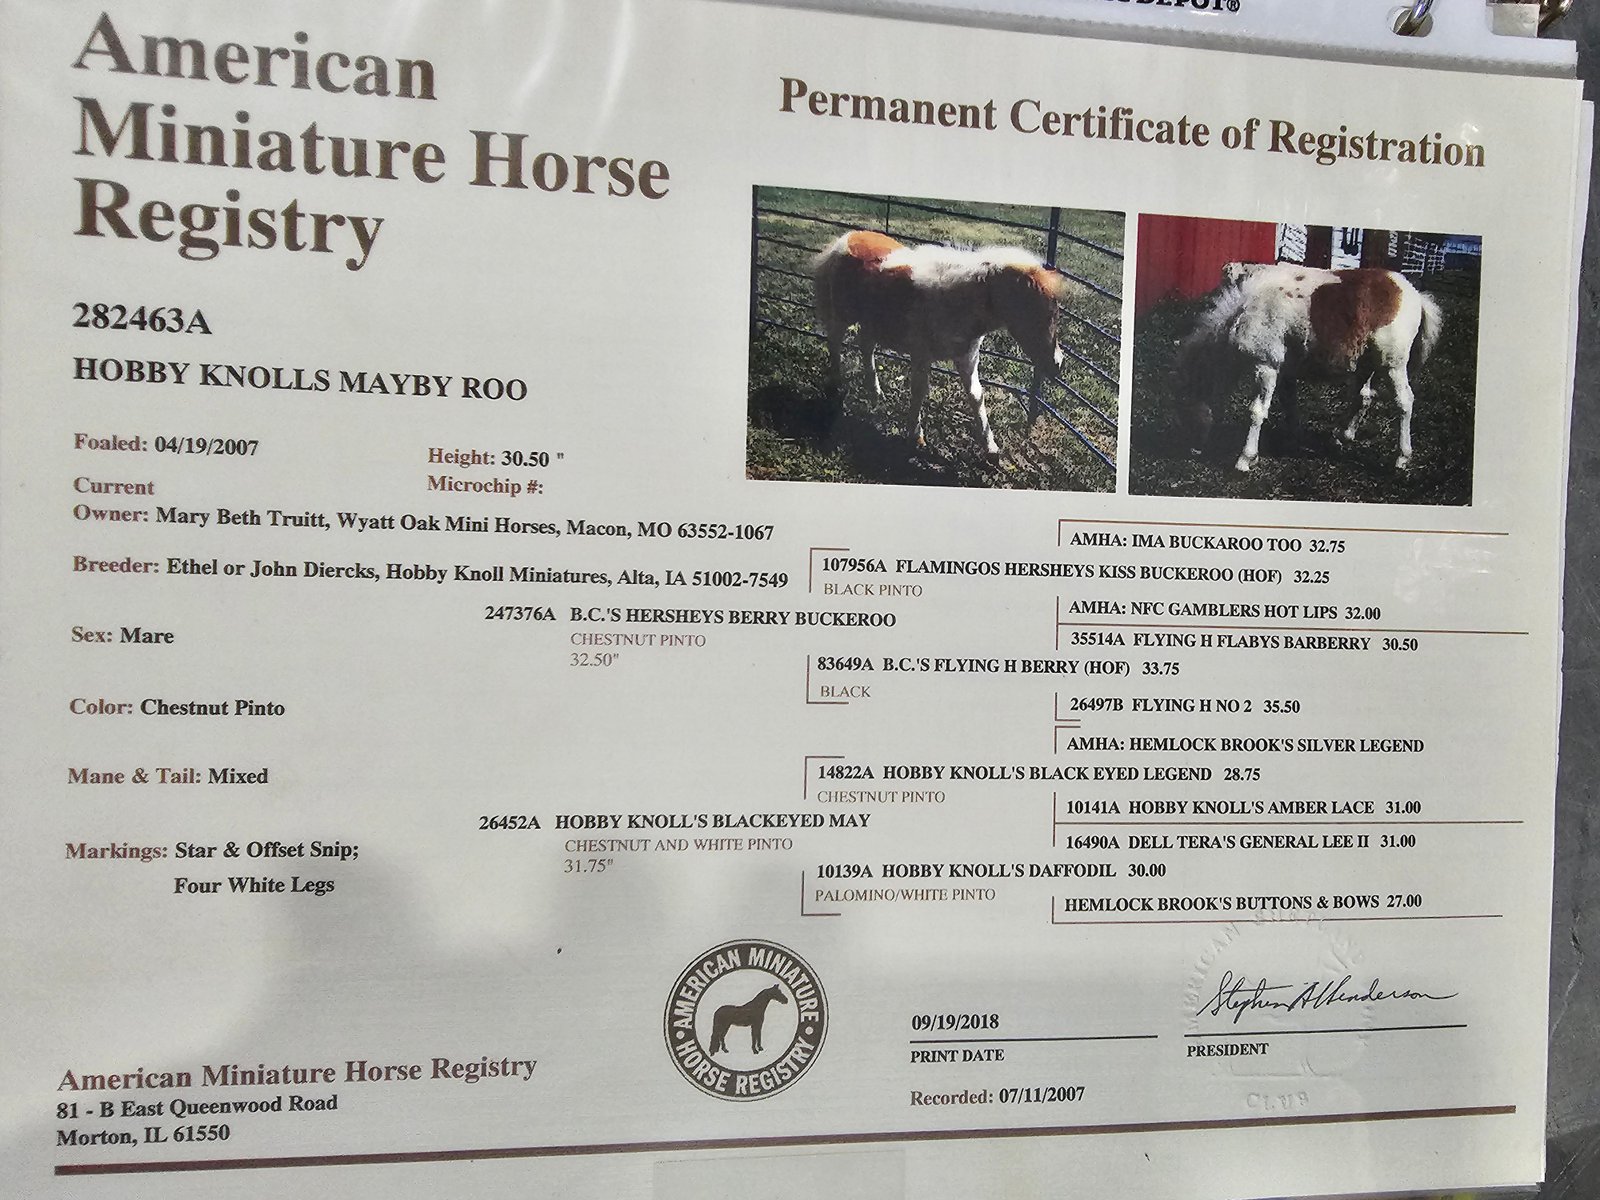 DEPOT®
American
Miniature Horse
Registry
Permanent Certificate of Registration
282463A
HOBBY KNOLLS MAYBY ROO
Foaled: 04/19/2007
Height: 30.50 "
Microchip #:
Current
Owner: Mary Beth Truitt, Wyatt Oak Mini Horses, Macon, MO 63552-1067
Breeder: Ethel or John Diercks, Hobby Knoll Miniatures, Alta, IA 51002-7549
Sex: Mare
Color: Chestnut Pinto
Mane & Tail: Mixed
Markings: Star & Offset Snip;
Four White Legs
247376A B.C.'S HERSHEYS BERRY BUCKEROO
CHESTNUT PINTO
32.50"
26452A HOBBY KNOLL'S BLACKEYED MAY
CHESTNUT AND WHITE PINTO
31.75"
AMHA: IMA BUCKAROO TOO 32.75
107956A FLAMINGOS HERSHEYS KISS BUCKEROO (HOF) 32.25
BLACK PINTO
AMHA: NFC GAMBLERS HOT LIPS 32.00
35514A FLYING H FLABYS BARBERRY 30.50
83649A B.C.'S FLYING H BERRY (HOF) 33.75
BLACK
26497B FLYING H NO 2 35.50
AMHA: HEMLOCK BROOK'S SILVER LEGEND
14822A HOBBY KNOLL'S BLACK EYED LEGEND 28.75
CHESTNUT PINTO
10141A HOBBY KNOLL'S AMBER LACE 31.00
16490A DELL TERA'S GENERAL LEE II 31.00
10139A HOBBY KNOLL'S DAFFODIL 30.00
PALOMINO/WHITE PINTO
HEMLOCK BROOK'S BUTTONS & BOWS 27.00
AMERICAN MINIATURE
HORSE REGISTRY
AMERICAN
CLUB
Stephen A Henderson
09/19/2018
PRINT DATE
PRESIDENT
Recorded: 07/11/2007
American Miniature Horse Registry
81 - B East Queenwood Road
Morton, IL 61550